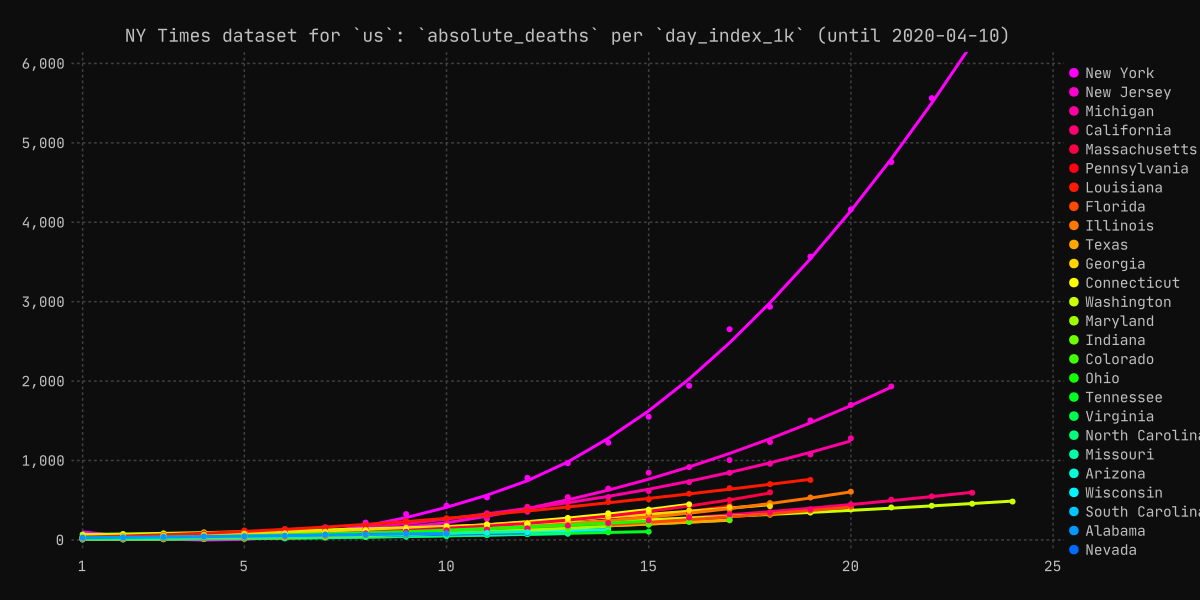 NY Times dataset for `us`: `absolute_deaths` per `day_index_1k` (until 2020-04-10)
6,000
5,000
4,000
3,000
2,000
1,000
0
1 5 10 15 20 25
New York
New Jersey
Michigan
California
Massachusetts
Pennsylvania
Louisiana
Florida
Illinois
Texas
Georgia
Connecticut
Washington
Maryland
Indiana
Colorado
Ohio
Tennessee
Virginia
North Carolina
Missouri
Arizona
Wisconsin
South Carolina
Alabama
Nevada